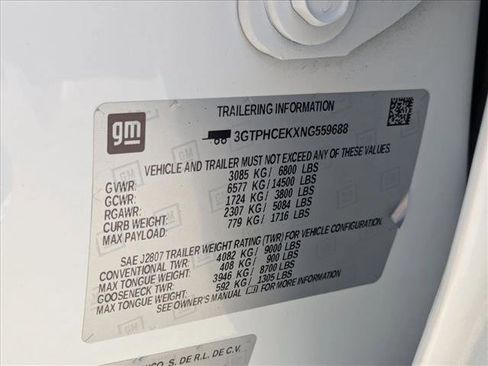 TRAILERING INFORMATION
gm
3GTPHCEKXNG559688
VEHICLE AND TRAILER MUST NOT EXCEED ANY OF THESE VALUES
GVWR: 3085 KG/ 6800 LBS
GCWR: 6577 KG/ 14500 LBS
RGAWR: 1724 KG/ 3800 LBS
CURB WEIGHT: 2307 KG/ 5084 LBS
MAX PAYLOAD: 779 KG/ 1716 LBS
SAE J2807 TRAILER WEIGHT RATING (TWR) FOR VEHICLE CONFIGURATION.
CONVENTIONAL TWR: 4082 KG/ 9000 LBS
MAX TONGUE WEIGHT: 408 KG/ 900 LBS
GOOSENECK TWR: 3946 KG/ 8700 LBS
MAX TONGUE WEIGHT: 592 KG/ 1305 LBS
SEE OWNER'S MANUAL FOR MORE INFORMATION
S. DE R.L. DE C.V.